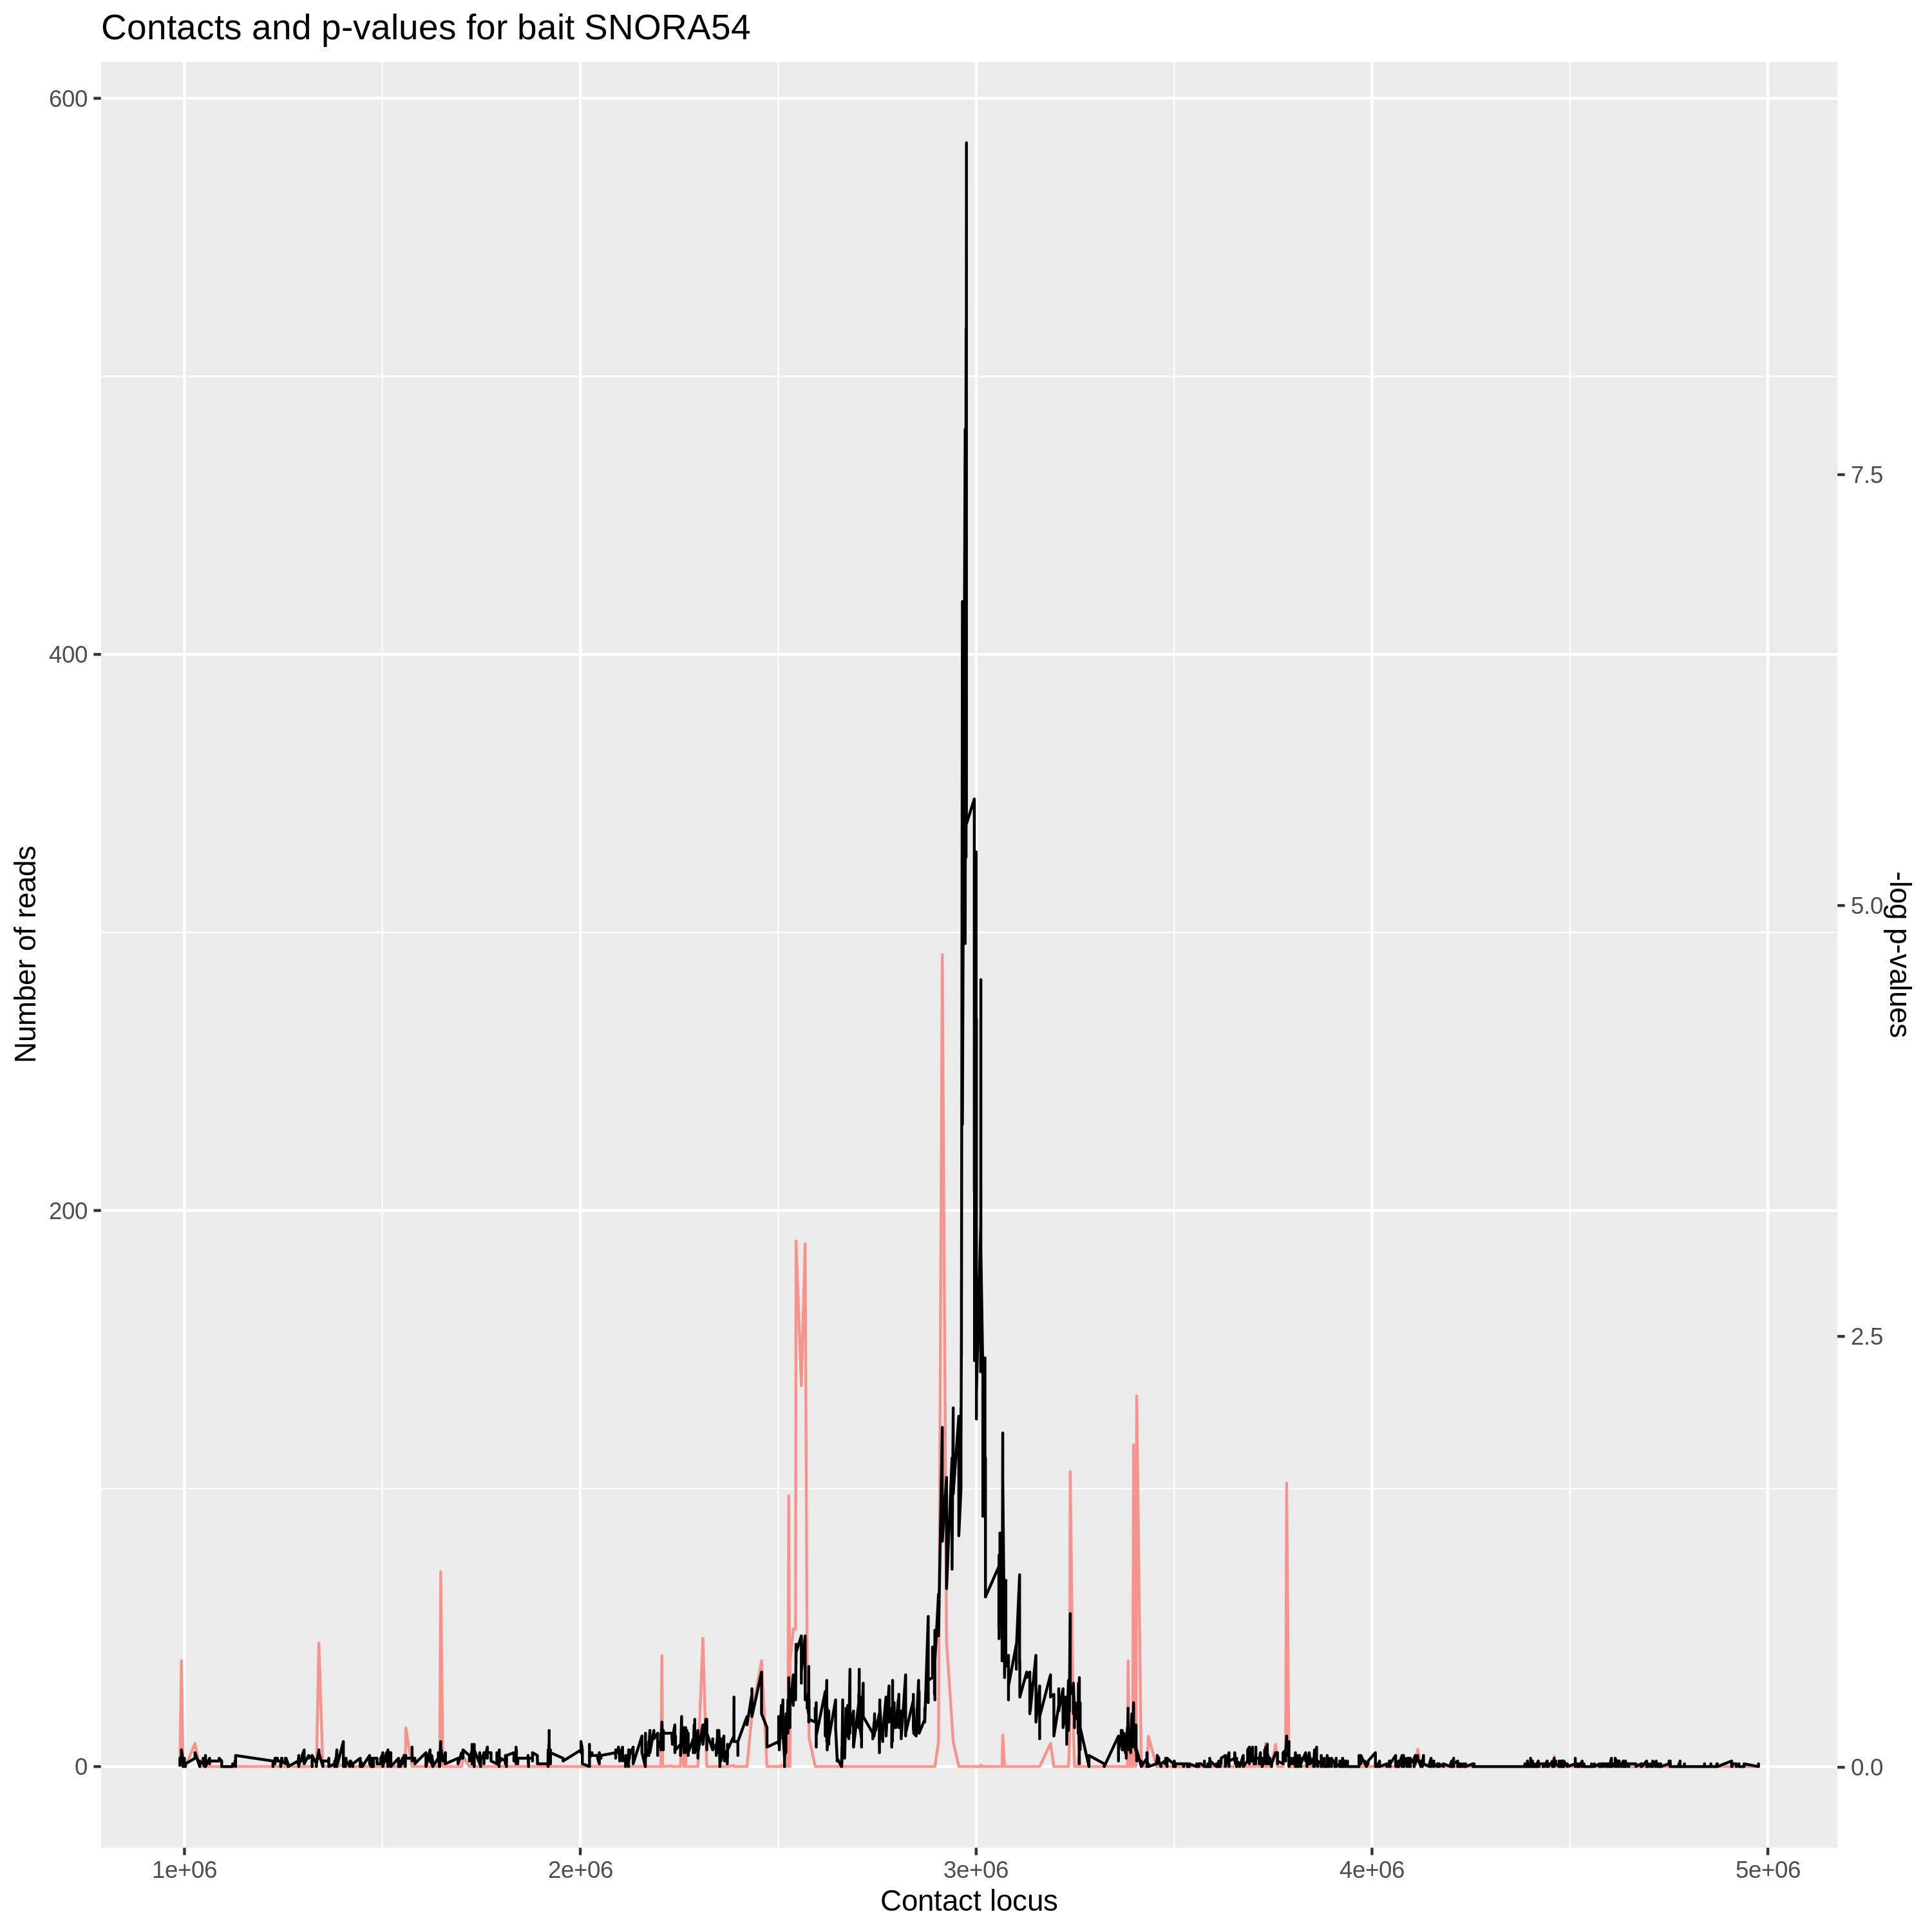 Contacts and p-values for bait SNORA54
600
400
200
0
Number of reads
7.5
5.0
2.5
0.0
-log p-values
1e+06 2e+06 3e+06 4e+06 5e+06
Contact locus